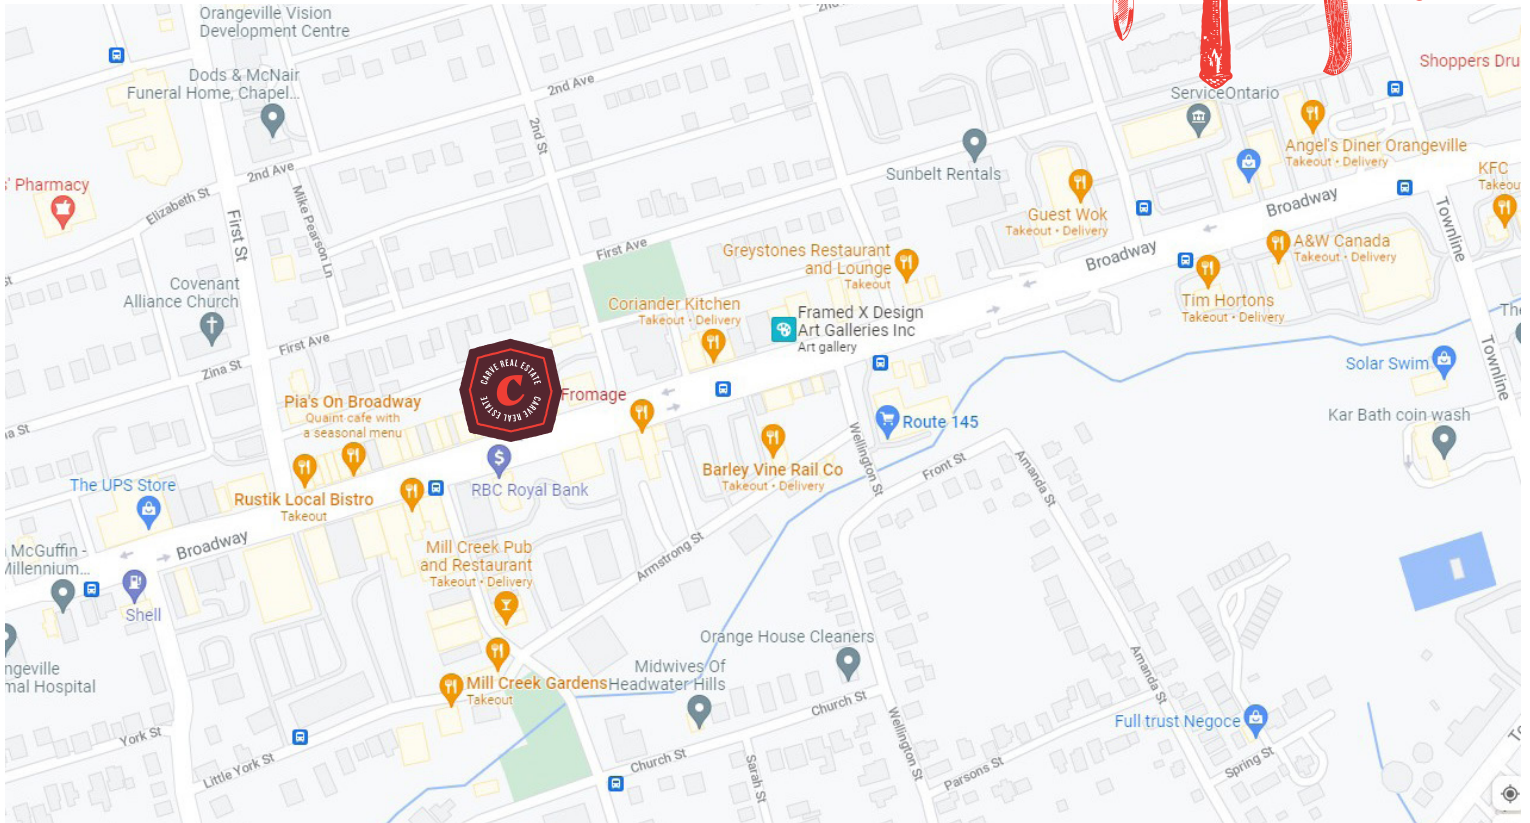 Orangeville Vision
Development Centre
2nd Ave
Shoppers Dru
Dods & McNair
Funeral Home, Chapel...
2nd St
ServiceOntario
Angel's Diner Orangeville
Takeout • Delivery
KFC
Sunbelt Rentals
' Pharmacy
2nd Ave
Elizabeth St
Mike Pearson Ln
First St
Guest Wok
Takeout • Delivery
Broadway
Townline
First Ave
Greystones Restaurant
and Lounge
Takeout
Broadway
A&W Canada
Takeout • Delivery
Covenant
Alliance Church
Coriander Kitchen
Takeout • Delivery
Framed X Design
Art Galleries Inc
Art gallery
Tim Hortons
Takeout • Delivery
First Ave
Zina St
Townline
Solar Swim
CARVE REAL ESTATE
C
CARVE REAL ESTATE
Fromage
Pia's On Broadway
Quaint cafe with
a seasonal menu
Route 145
Kar Bath coin wash
Wellington St
Barley Vine Rail Co
Takeout • Delivery
Front St
Amanda St
The UPS Store
Rustik Local Bistro
Takeout
RBC Royal Bank
Broadway
McGuffin -
Millennium...
Mill Creek Pub
and Restaurant
Takeout • Delivery
Armstrong St
Shell
Orange House Cleaners
Midwives Of
Headwater Hills
Amanda St
ngeville
mal Hospital
Mill Creek Gardens
Takeout
Church St
Wellington St
Full trust Negoce
York St
Little York St
Church St
Sarah St
Parsons St
Spring St